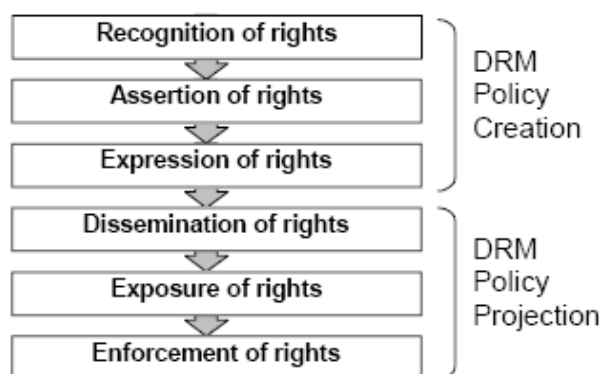 Recognition of rights
Assertion of rights
Expression of rights
DRM
Policy
Creation
Dissemination of rights
Exposure of rights
Enforcement of rights
DRM
Policy
Projection